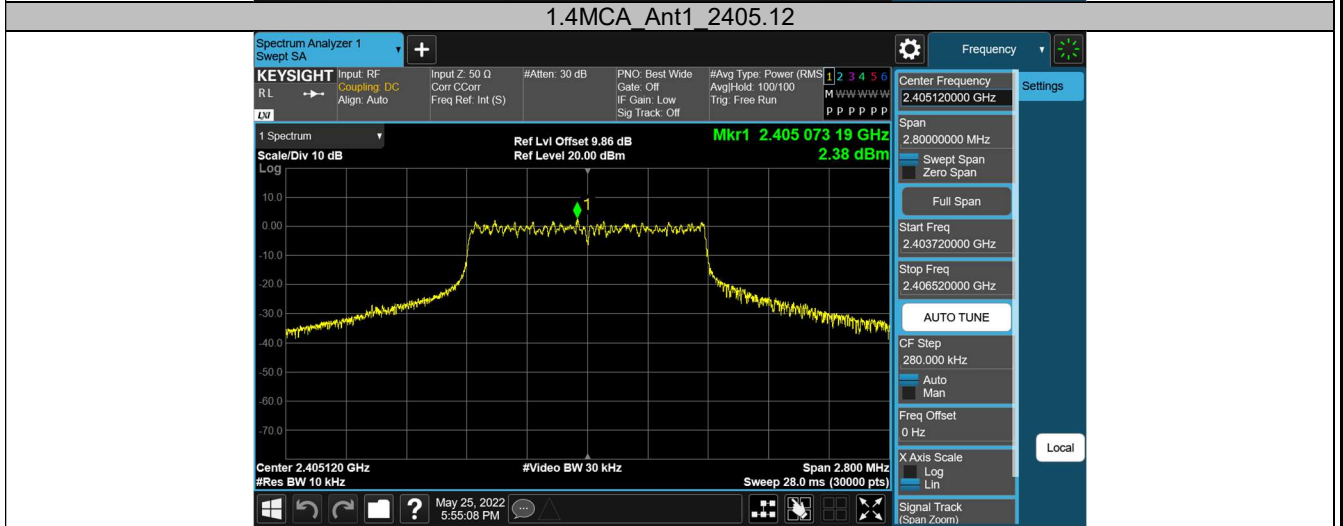 1.4MCA_Ant1_2405.12
Spectrum Analyzer 1
Swept SA
Frequency
KEYSIGHT
R L
LXI
Input: RF
Coupling: DC
Align: Auto
Input Z: 50 Ω
Corr CCorr
Freq Ref: Int (S)
#Atten: 30 dB
PNO: Best Wide
Gate: Off
IF Gain: Low
Sig Track: Off
#Avg Type: Power (RMS
Avg|Hold: 100/100
Trig: Free Run
1 2 3 4 5 6
M W W W W W
P P P P P P
1 Spectrum
Scale/Div 10 dB
Log
Ref Lvl Offset 9.86 dB
Ref Level 20.00 dBm
Mkr1 2.405 073 19 GHz
2.38 dBm
1
10.0
0.00
-10.0
-20.0
-30.0
-40.0
-50.0
-60.0
-70.0
Center 2.405120 GHz
#Res BW 10 kHz
#Video BW 30 kHz
Span 2.800 MHz
Sweep 28.0 ms (30000 pts)
Center Frequency
2.405120000 GHz
Settings
Span
2.80000000 MHz
Swept Span
Zero Span
Full Span
Start Freq
2.403720000 GHz
Stop Freq
2.406520000 GHz
AUTO TUNE
CF Step
280.000 kHz
Auto
Man
Freq Offset
0 Hz
X Axis Scale
Log
Lin
Local
Signal Track
(Span Zoom)
?
May 25, 2022
5:55:08 PM